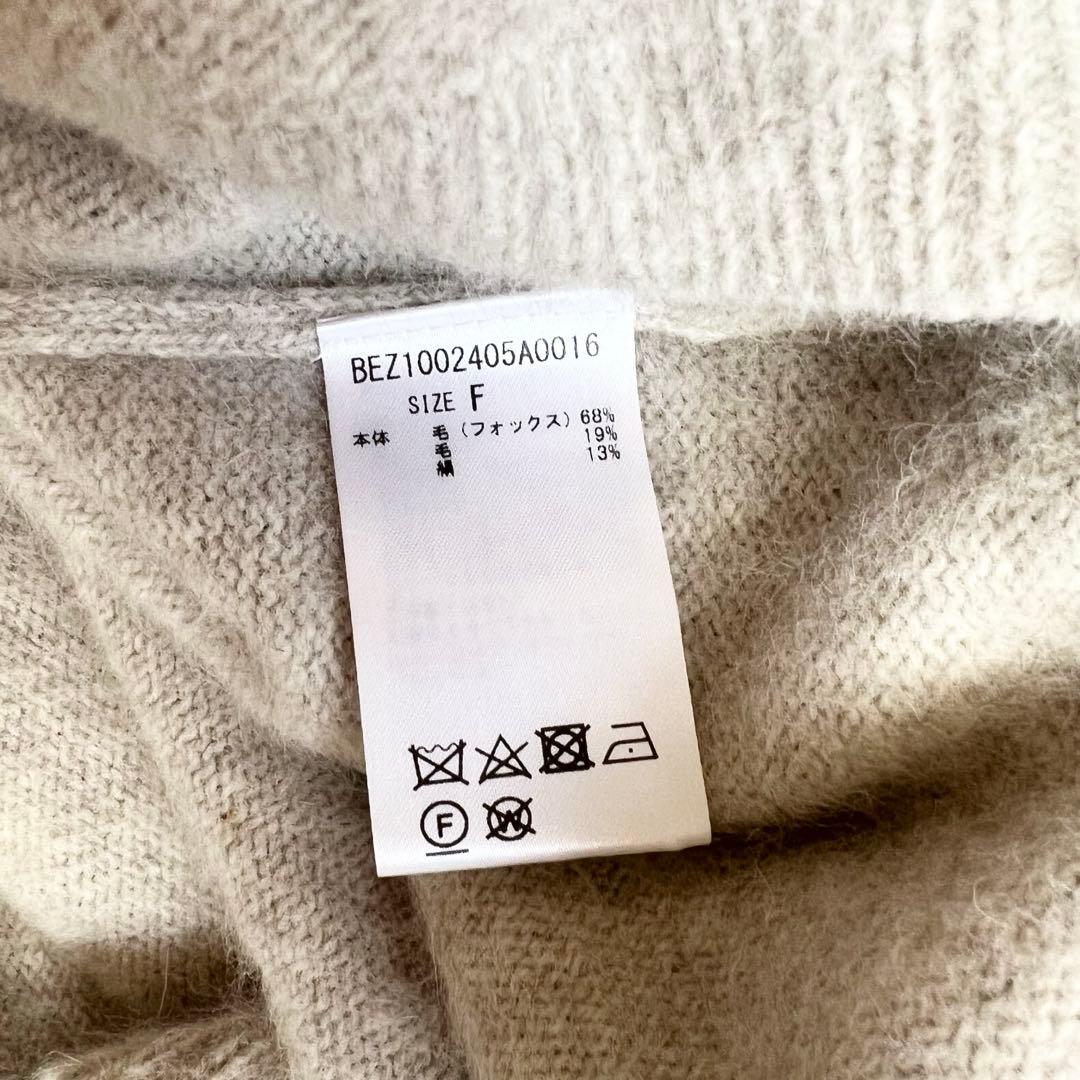 BEZ1002405A0016
SIZE F
本体 毛 (フォックス) 68%
毛 19%
絹 13%
F
W